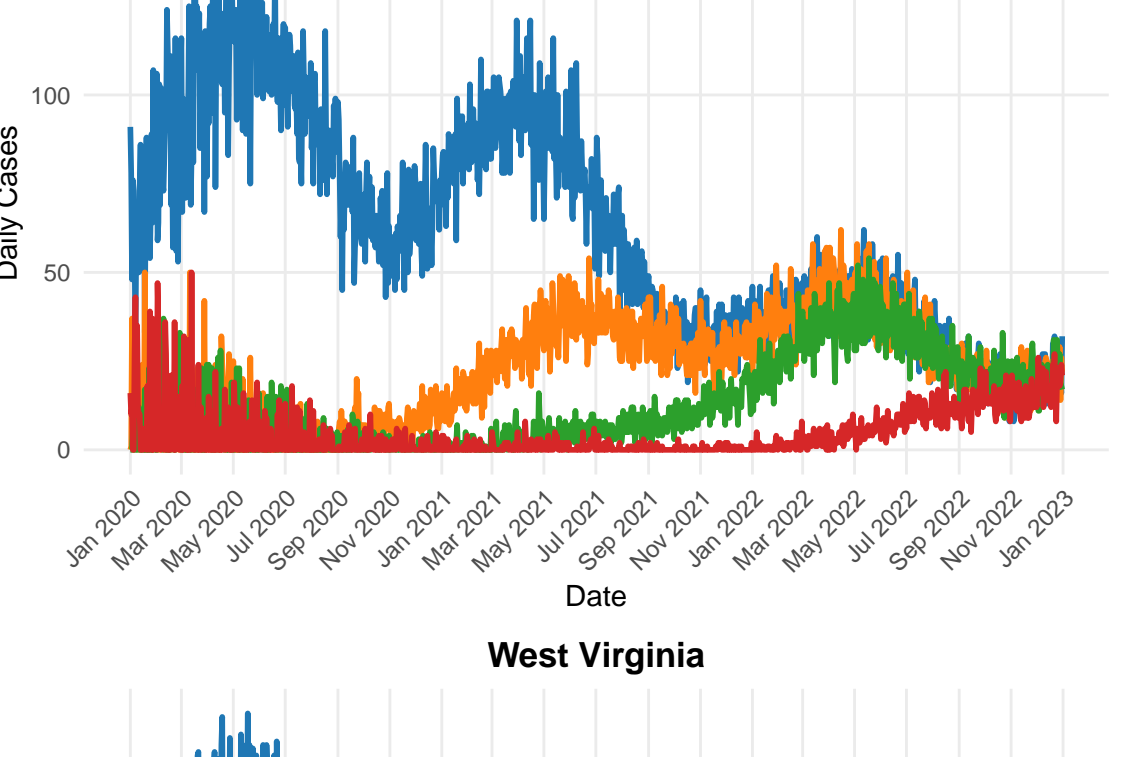 100
Daily Cases
50
0
Jan 2020
Mar 2020
May 2020
Jul 2020
Sep 2020
Nov 2020
Jan 2021
Mar 2021
May 2021
Jul 2021
Sep 2021
Nov 2021
Jan 2022
Mar 2022
May 2022
Jul 2022
Sep 2022
Nov 2022
Jan 2023
Date
West Virginia